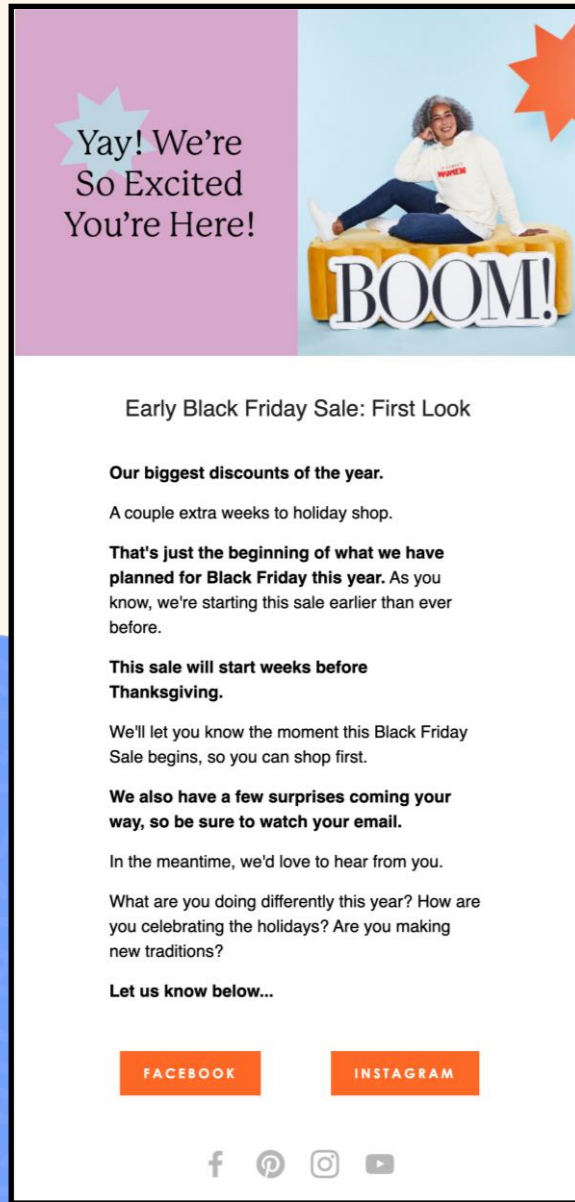 Yay! We're
So Excited
You're Here!
WOMEN
BOOM!
Early Black Friday Sale: First Look
Our biggest discounts of the year.
A couple extra weeks to holiday shop.
That's just the beginning of what we have
planned for Black Friday this year. As you
know, we're starting this sale earlier than ever
before.
This sale will start weeks before
Thanksgiving.
We'll let you know the moment this Black Friday
Sale begins, so you can shop first.
We also have a few surprises coming your
way, so be sure to watch your email.
In the meantime, we'd love to hear from you.
What are you doing differently this year? How are
you celebrating the holidays? Are you making
new traditions?
Let us know below...
FACEBOOK
INSTAGRAM